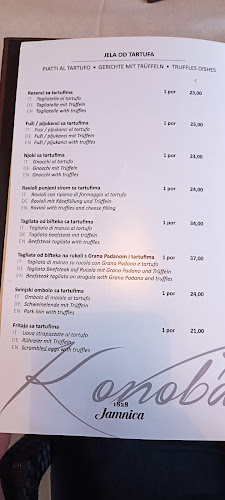 JELA OD TARTUFA
PIATTI AL TARTUFO • GERICHTE MIT TRÜFFELN • TRUFFLES DISHES
€
Rezanci sa tartufima 1 por 23,00
IT Tagliatelle al tartufo
DE Tagliatelle mit Trüffeln
EN Tagliatelle with truffles
Fuži / pljukanci sa tartufima 1 por 23,00
IT Fusi / pljukanci al tartufo
DE Fuži / pljukanci mit Trüffeln
EN Fuži / pljukanci with truffles
Njoki sa tartufima 1 por 23,00
IT Gnocchi al tartufo
DE Gnocchi mit Trüffeln
EN Gnocchi with truffles
Ravioli punjeni sirom sa tartufima 1 por 24,00
IT Ravioli con ripieno di formaggio al tartufo
DE Ravioli mit Käsefüllung und Trüffeln
EN Ravioli with truffles and cheese filling
Tagliata od bifteka sa tartufima 1 por 34,00
IT Tagliata di manzo al tartufo
DE Tagliata beefsteak mit Trüffeln
EN Beefsteak tagliata with truffles
Tagliata od bifteka na rukoli s Grana Padanom i tartufima 1 por 37,00
IT Tagliata di manzo su rucola con Grana Padano e tartufo
DE Tagliata Beefsteak auf Rucola mit Grana Padano und Trüffeln
EN Beefsteak tagliata on arugula with Grana Padano and truffles
Svinjski ombolo sa tartufima 1 por 24,00
IT Ombolo di maiale al tartufo
DE Schweinelende mit Trüffeln
EN Pork loin with truffles
Fritaja sa tartufima 1 por 21,00
IT Uova strapazzate al tartufo
DE Rühreier mit Trüffeln
EN Scrambled eggs with truffles
Konoba
1828
Jamnica